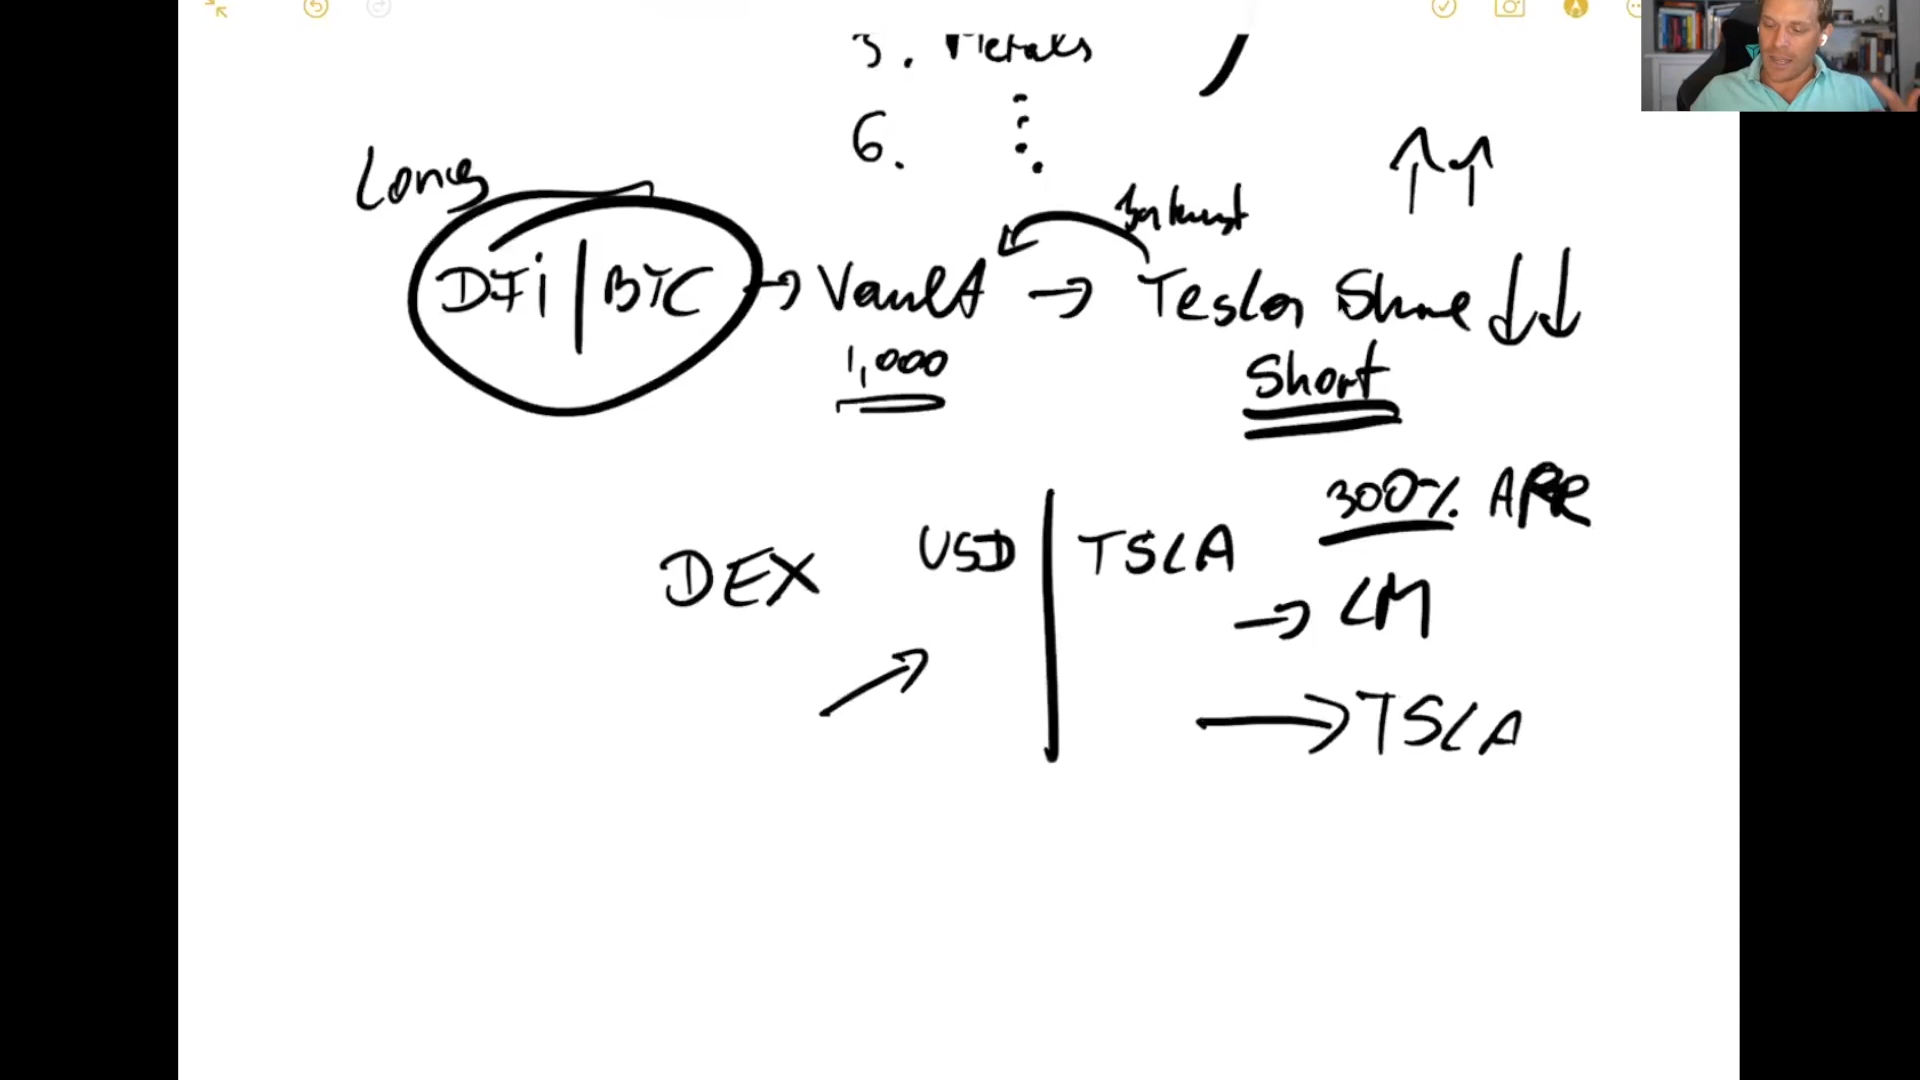 5. Metals
6.
Long
DFi | BTC → Vault → Tesla Share ↓↓
1,000
Short
300% APR
DEX USD | TSLA
→ LM
→ TSLA